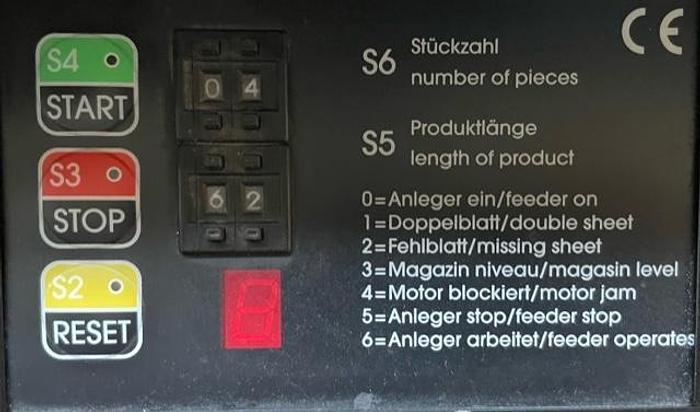 S4
START
S3
STOP
S2
RESET
0 4
6 2
CE
S6 Stückzahl
number of pieces
S5 Produktlänge
length of product
0=Anleger ein/feeder on
1=Doppelblatt/double sheet
2=Fehlblatt/missing sheet
3=Magazin niveau/magasin level
4=Motor blockiert/motor jam
5=Anleger stop/feeder stop
6=Anleger arbeitet/feeder operates